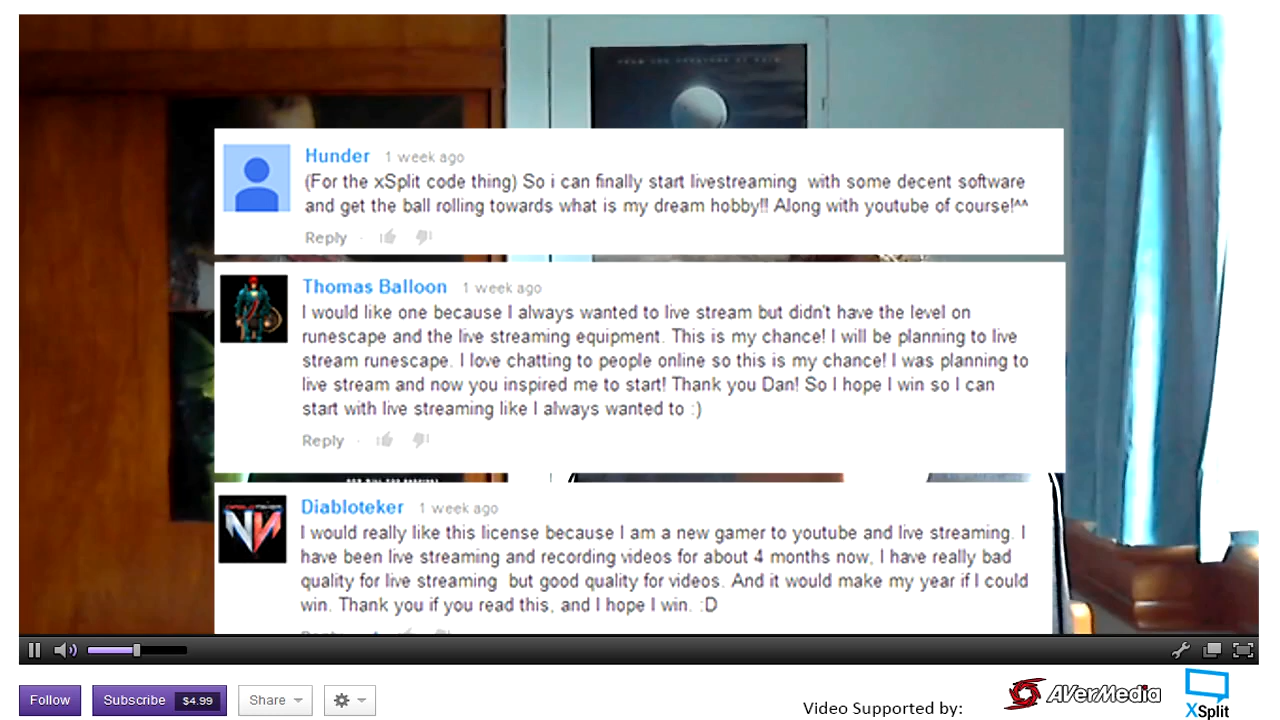 FROM THE CREATORS OF
Hunder 1 week ago
(For the xSplit code thing) So i can finally start livestreaming with some decent software
and get the ball rolling towards what is my dream hobby!! Along with youtube of course!^^
Reply
Thomas Balloon 1 week ago
I would like one because I always wanted to live stream but didn't have the level on
runescape and the live streaming equipment. This is my chance! I will be planning to live
stream runescape. I love chatting to people online so this is my chance! I was planning to
live stream and now you inspired me to start! Thank you Dan! So I hope I win so I can
start with live streaming like I always wanted to :)
Reply
Diabloteker 1 week ago
I would really like this license because I am a new gamer to youtube and live streaming. I
have been live streaming and recording videos for about 4 months now, I have really bad
quality for live streaming but good quality for videos. And it would make my year if I could
win. Thank you if you read this, and I hope I win. :D
Follow
Subscribe $4.99
Share
Video Supported by:
AVerMedia
XSplit